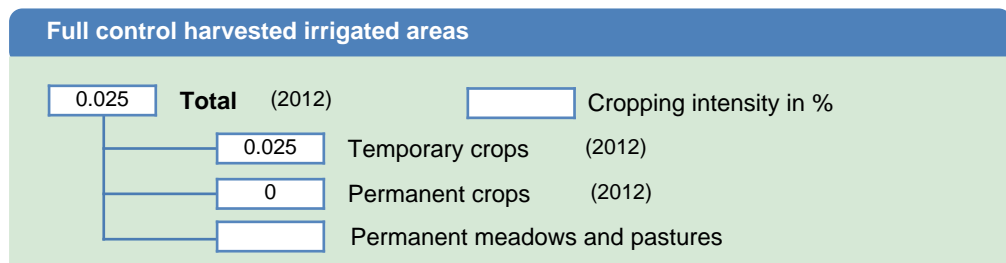 Full control harvested irrigated areas
0.025 Total (2012) Cropping intensity in %
0.025 Temporary crops (2012)
0 Permanent crops (2012)
Permanent meadows and pastures